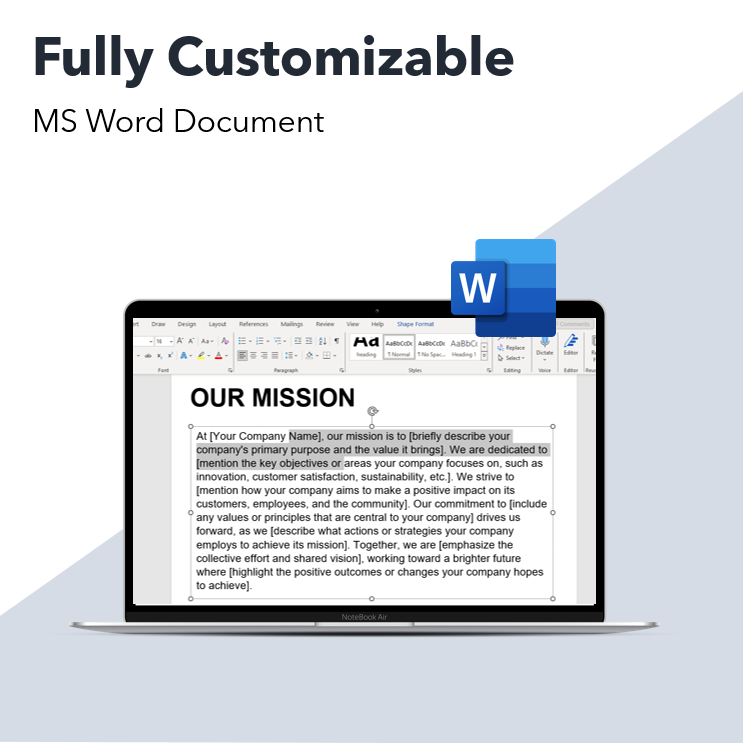 Fully Customizable
MS Word Document
W
Draw Design Layout References Mailings Review View Help Shape Format Comments
16 A A Aa A Aa AaBbCcDc AaBbCcDc AaBbCc Replace Dictate Editor
ab x x A A heading 1 Normal 1 No Spac... Heading 1 Select
Font Paragraph Styles Editing Voice Editor
OUR MISSION
At [Your Company Name], our mission is to [briefly describe your
company's primary purpose and the value it brings]. We are dedicated to
[mention the key objectives or areas your company focuses on, such as
innovation, customer satisfaction, sustainability, etc.]. We strive to
[mention how your company aims to make a positive impact on its
customers, employees, and the community]. Our commitment to [include
any values or principles that are central to your company] drives us
forward, as we [describe what actions or strategies your company
employs to achieve its mission]. Together, we are [emphasize the
collective effort and shared vision], working toward a brighter future
where [highlight the positive outcomes or changes your company hopes
to achieve].
NoteBook Air